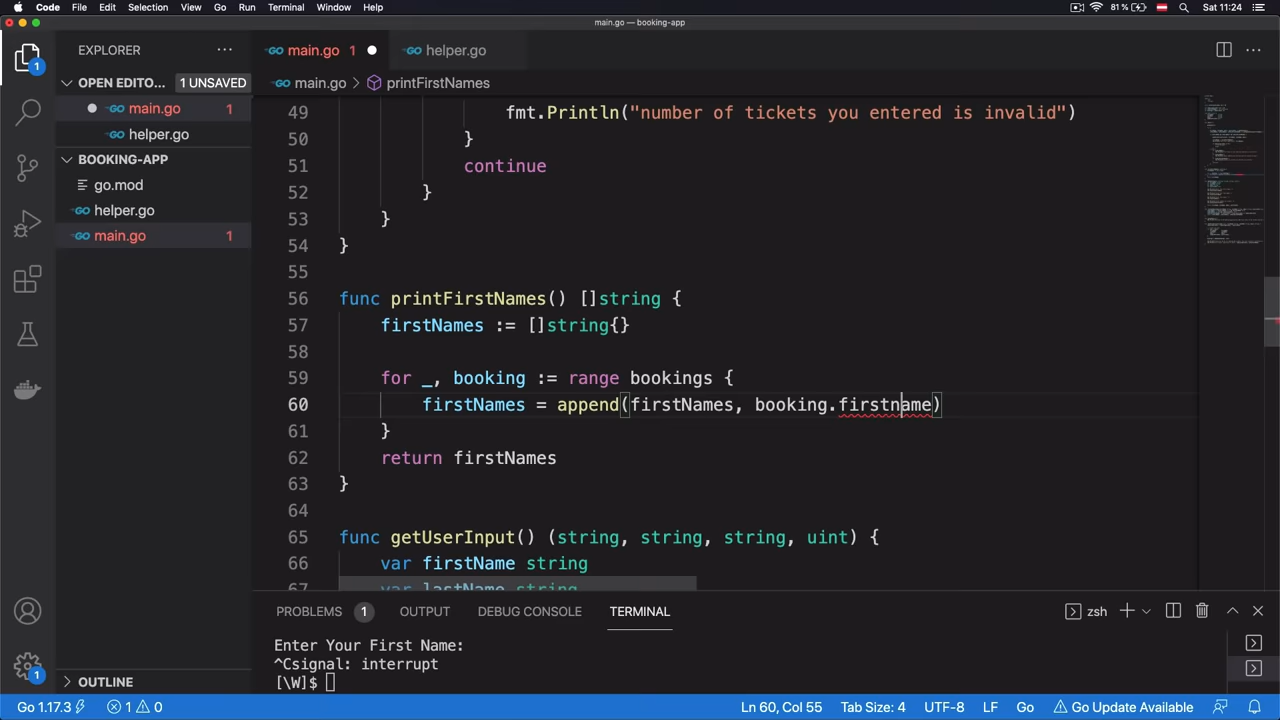 Code File Edit Selection View Go Run Terminal Window Help 81 % Sat 11:24
main.go — booking-app
EXPLORER
main.go 1
helper.go
OPEN EDITO... 1 UNSAVED
main.go > printFirstNames
main.go 1
helper.go
BOOKING-APP
go.mod
helper.go
main.go 1
49 fmt.Println("number of tickets you entered is invalid")
50 }
51 continue
52 }
53 }
54 }
55
56 func printFirstNames() []string {
57 firstNames := []string{}
58
59 for _, booking := range bookings {
60 firstNames = append(firstNames, booking.firstname)
61 }
62 return firstNames
63 }
64
65 func getUserInput() (string, string, string, uint) {
66 var firstName string
67 var lastName string
PROBLEMS 1 OUTPUT DEBUG CONSOLE TERMINAL zsh
Enter Your First Name:
^Csignal: interrupt
[\W]$
OUTLINE
1
1
Go 1.17.3 1 0 Ln 60, Col 55 Tab Size: 4 UTF-8 LF Go Go Update Available